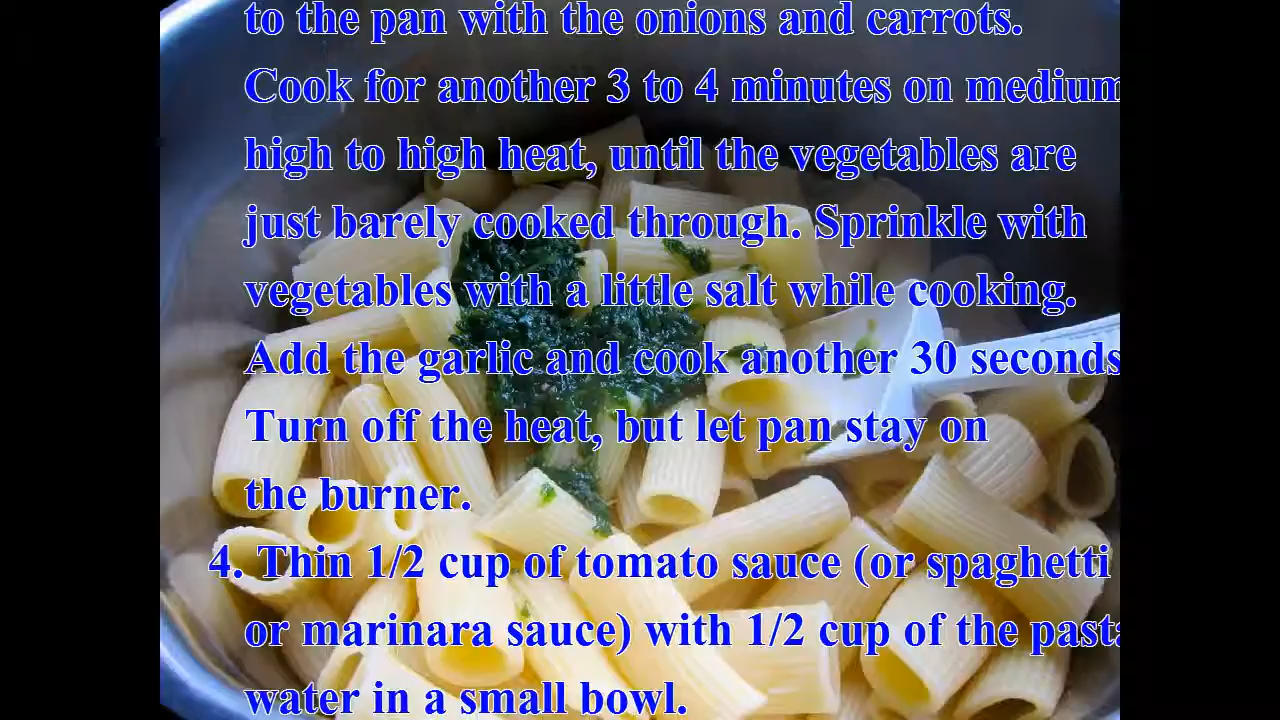 to the pan with the onions and carrots.
Cook for another 3 to 4 minutes on medium
high to high heat, until the vegetables are
just barely cooked through. Sprinkle with
vegetables with a little salt while cooking.
Add the garlic and cook another 30 seconds
Turn off the heat, but let pan stay on
the burner.
4. Thin 1/2 cup of tomato sauce (or spaghetti
or marinara sauce) with 1/2 cup of the pasta
water in a small bowl.